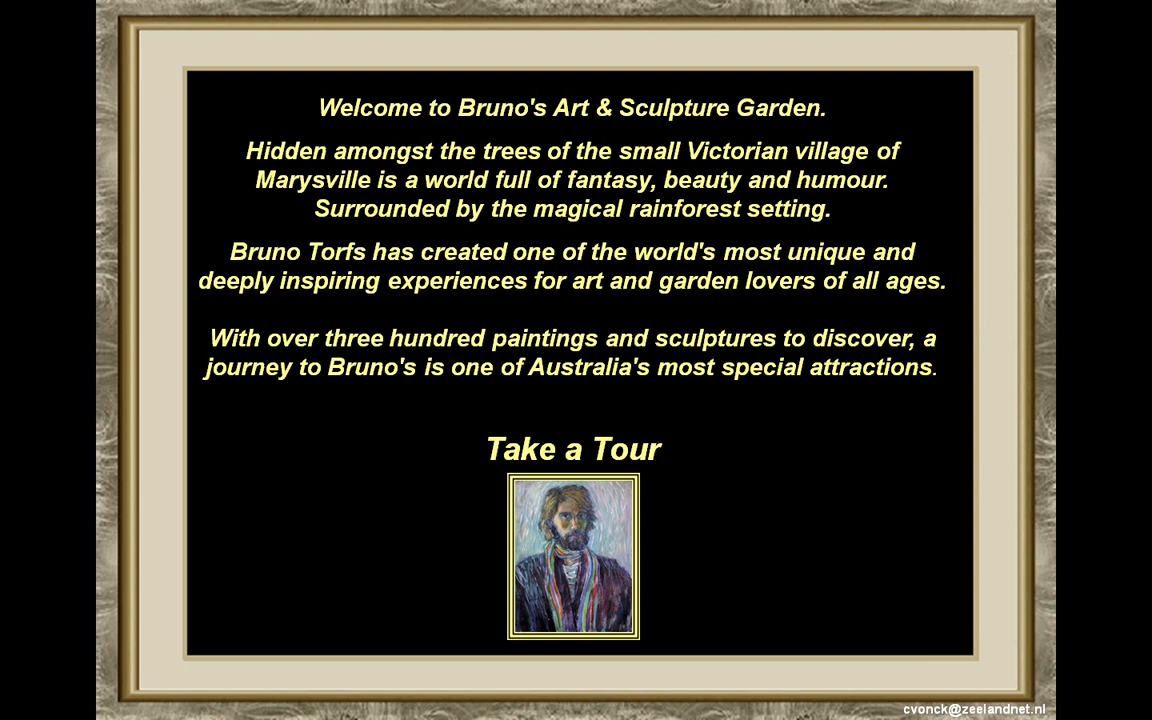 Welcome to Bruno's Art & Sculpture Garden.
Hidden amongst the trees of the small Victorian village of
Marysville is a world full of fantasy, beauty and humour.
Surrounded by the magical rainforest setting.
Bruno Torfs has created one of the world's most unique and
deeply inspiring experiences for art and garden lovers of all ages.
With over three hundred paintings and sculptures to discover, a
journey to Bruno's is one of Australia's most special attractions.
Take a Tour
cvonck@zeelandnet.nl